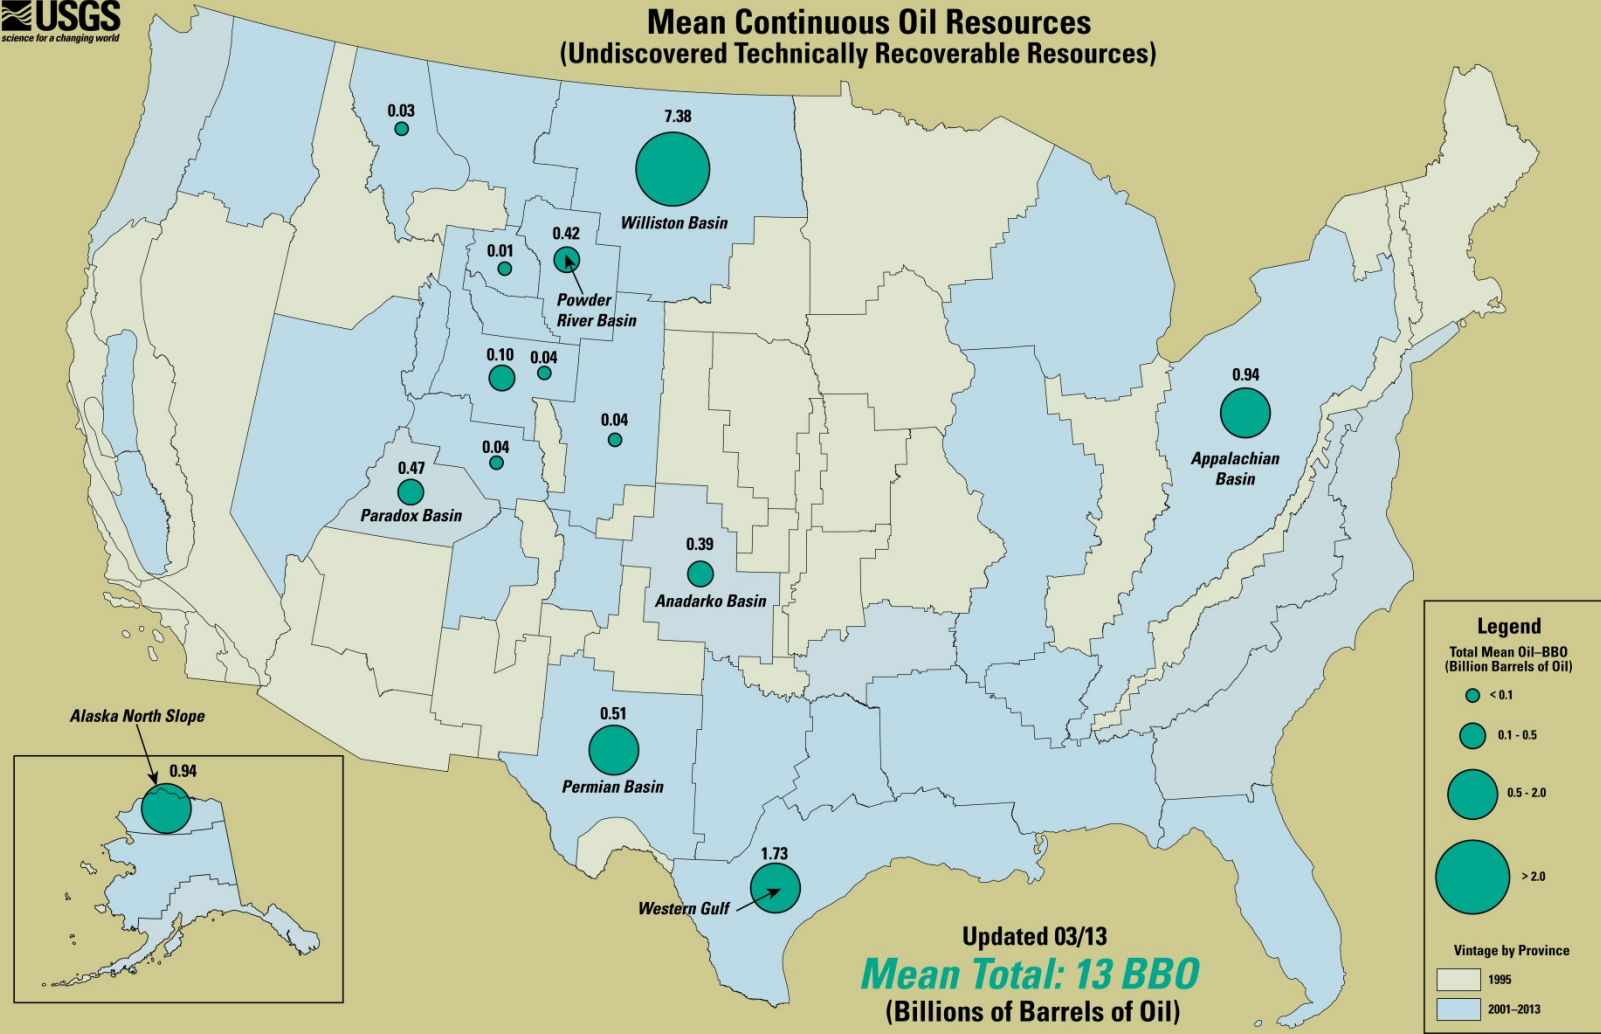 USGS
science for a changing world
Mean Continuous Oil Resources
(Undiscovered Technically Recoverable Resources)
0.03
7.38
Williston Basin
0.01
0.42
Powder
River Basin
0.10
0.04
0.04
0.04
0.47
Paradox Basin
0.94
Appalachian
Basin
0.39
Anadarko Basin
0.51
Permian Basin
1.73
Western Gulf
Alaska North Slope
0.94
Updated 03/13
Mean Total: 13 BBO
(Billions of Barrels of Oil)
Legend
Total Mean Oil–BBO
(Billion Barrels of Oil)
< 0.1
0.1 - 0.5
0.5 - 2.0
> 2.0
Vintage by Province
1995
2001–2013